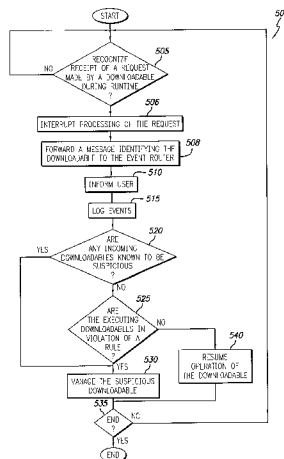 50
START
505
RECOGNIZE
RECEIPT OF A REQUEST
MADE BY A DOWNLOADABLE
DURING RUNTIME
?
NO
506
INTERRUPT PROCESSING OF THE REQUEST
FORWARD A MESSAGE IDENTIFYING THE
DOWNLOADABLE TO THE EVENT ROUTER
508
510
INFORM USER
515
LOG EVENTS
520
ARE
ANY INCOMING
DOWNLOADABLES KNOWN TO BE
SUSPICIOUS
?
YES
NO
525
ARE
THE EXECUTING
DOWNLOADABLES IN
VIOLATION OF A
RULE
?
NO
YES
540
RESUME
OPERATION OF
THE DOWNLOADABLE
530
MANAGE THE SUSPICIOUS
DOWNLOADABLE
535
END
?
NO
YES
END